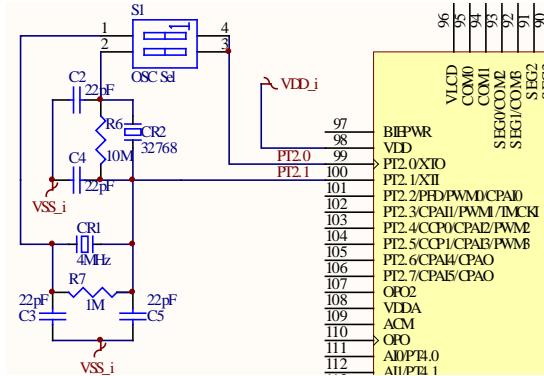 S1
1
4
2
3
OSC Sel
C2
22pF
R6
10M
CR2
32768
C4
22pF
VSS_i
CR1
4MHz
R7
1M
22pF
C3
22pF
C5
VSS_i
VDD_i
PT2.0
PT2.1
96
95
94
93
92
91
90
VLCD
COM0
COM1
SEG0/COM2
SEG1/COM3
SEG2
97
BIEPWR
98
VDD
99
PT2.0/XTO
100
PT2.1/XTI
101
PT2.2/PFD/PWM0/CPAI0
102
PT2.3/CPAI1/PWM1/TMCKI
103
PT2.4/CCP0/CPAI2/PWM2
104
PT2.5/CCP1/CPAI3/PWM3
105
PT2.6/CPAI4/CPAO
106
PT2.7/CPAI5/CPAO
107
OPO2
108
VDDA
109
ACM
110
OPO
111
AI0/PT4.0
112
AI1/PT4.1